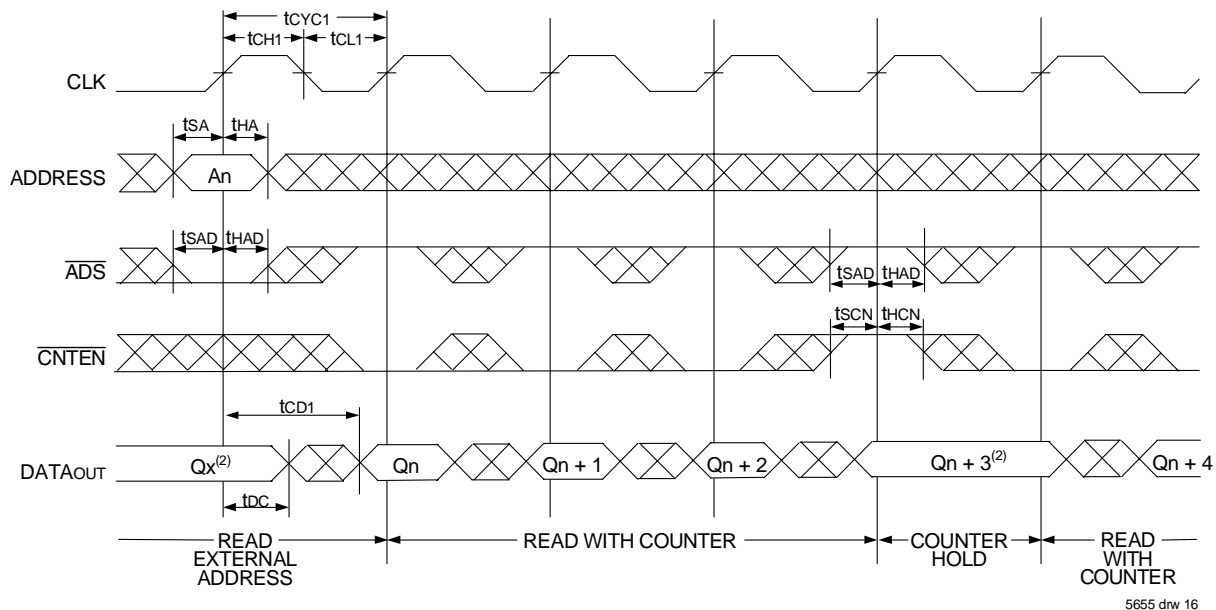 tCYC1
tCH1 tCL1
CLK
tSA tHA
ADDRESS An
tSAD tHAD
ADS
tSAD tHAD
tSCN tHCN
CNTEN
tCD1
DATAOUT Qx(2) Qn Qn + 1 Qn + 2 Qn + 3(2) Qn + 4
tDC
READ EXTERNAL ADDRESS
READ WITH COUNTER
COUNTER HOLD
READ WITH COUNTER
5655 drw 16